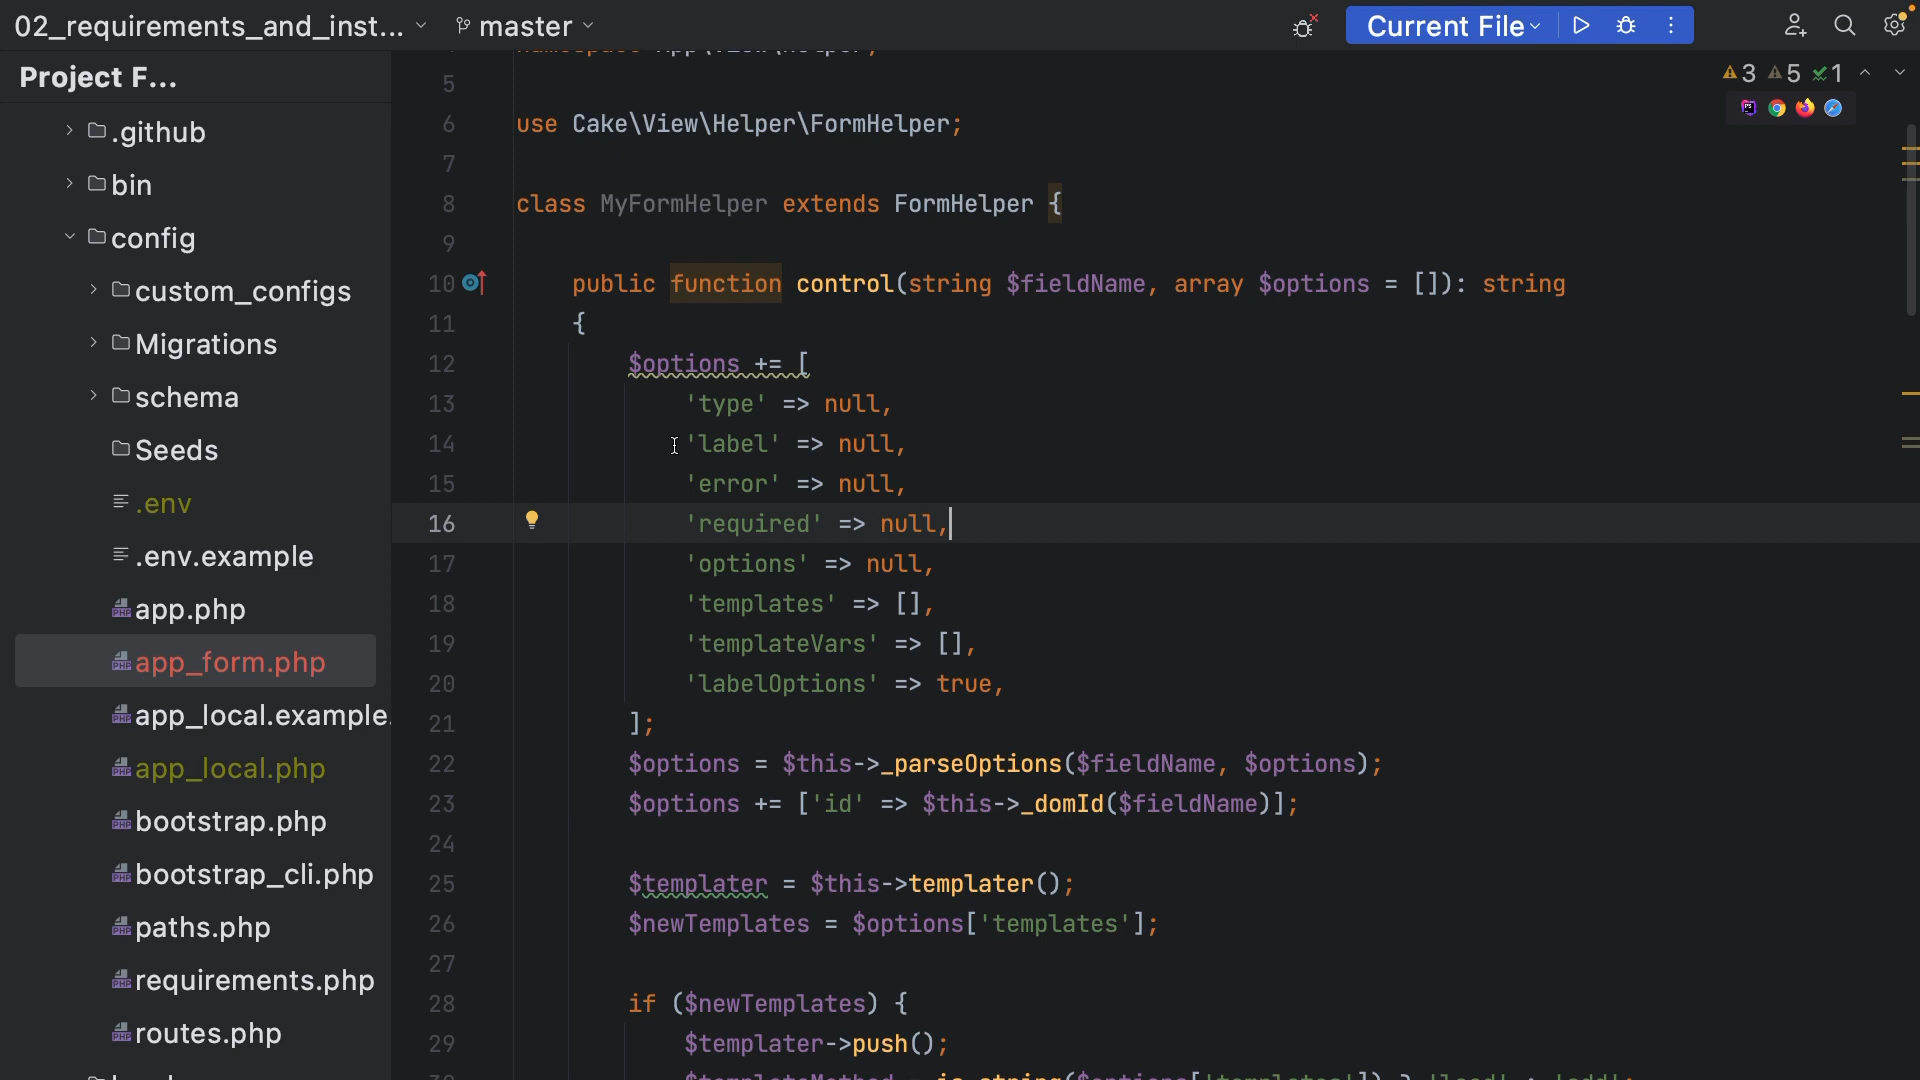 02_requirements_and_inst...
master
Current File
Project F...
3 5 1
.github
bin
config
custom_configs
Migrations
schema
Seeds
.env
.env.example
app.php
app_form.php
app_local.example.
app_local.php
bootstrap.php
bootstrap_cli.php
paths.php
requirements.php
routes.php
5
6 use Cake\View\Helper\FormHelper;
7
8 class MyFormHelper extends FormHelper {
9
10 public function control(string $fieldName, array $options = []): string
11 {
12 $options += [
13 'type' => null,
14 'label' => null,
15 'error' => null,
16 'required' => null,
17 'options' => null,
18 'templates' => [],
19 'templateVars' => [],
20 'labelOptions' => true,
21 ];
22 $options = $this->_parseOptions($fieldName, $options);
23 $options += ['id' => $this->_domId($fieldName)];
24
25 $templater = $this->templater();
26 $newTemplates = $options['templates'];
27
28 if ($newTemplates) {
29 $templater->push();